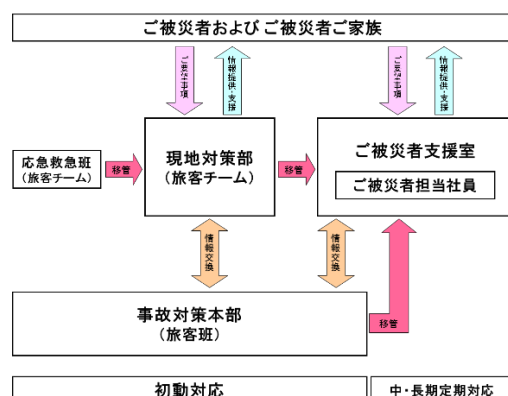 ご被災者およびご被災者ご家族
ご要望事項
情報提供・支援
ご要望事項
情報提供・支援
応急救急班
(旅客チーム)
移管
現地対策部
(旅客チーム)
移管
ご被災者支援室
ご被災者担当社員
情報交換
情報交換
事故対策本部
(旅客班)
移管
初動対応
中・長期定期対応